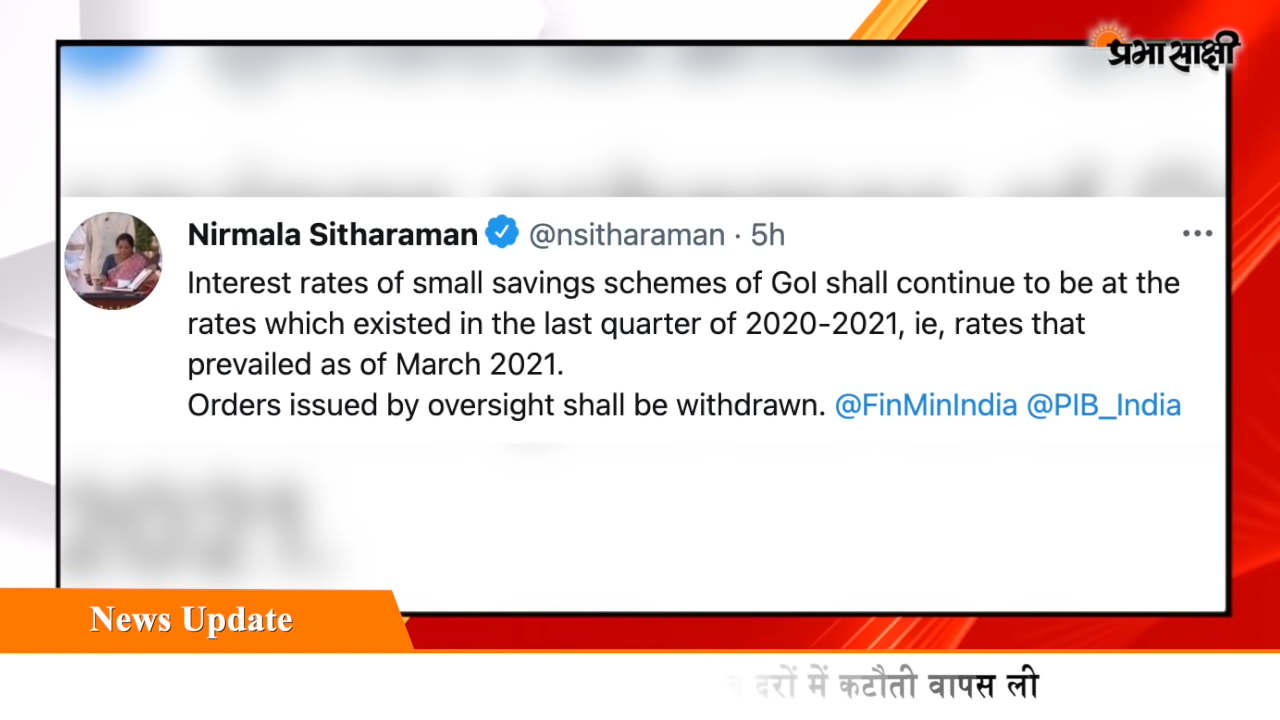 प्रभासाक्षी
Nirmala Sitharaman @nsitharaman · 5h
Interest rates of small savings schemes of GoI shall continue to be at the
rates which existed in the last quarter of 2020-2021, ie, rates that
prevailed as of March 2021.
Orders issued by oversight shall be withdrawn. @FinMinIndia @PIB_India
2021.
News Update
दरों में कटौती वापस ली